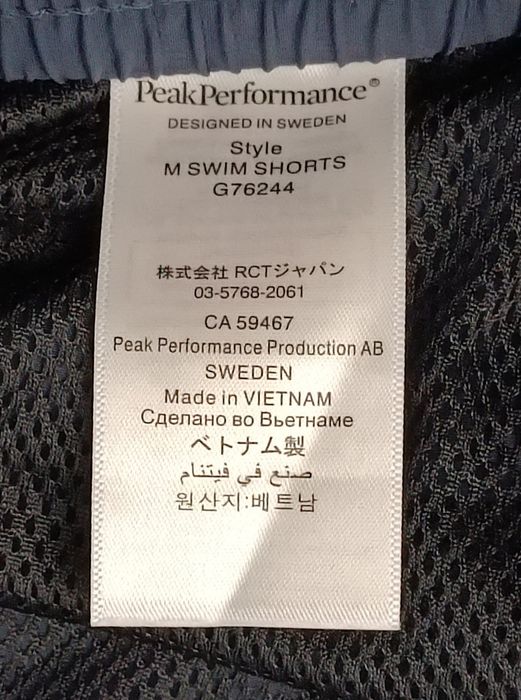 PeakPerformance®
DESIGNED IN SWEDEN
Style
M SWIM SHORTS
G76244
株式会社 RCTジャパン
03-5768-2061
CA 59467
Peak Performance Production AB
SWEDEN
Made in VIETNAM
Сделано во Вьетнаме
ベトナム製
صنع في فيتنام
원산지:베트남